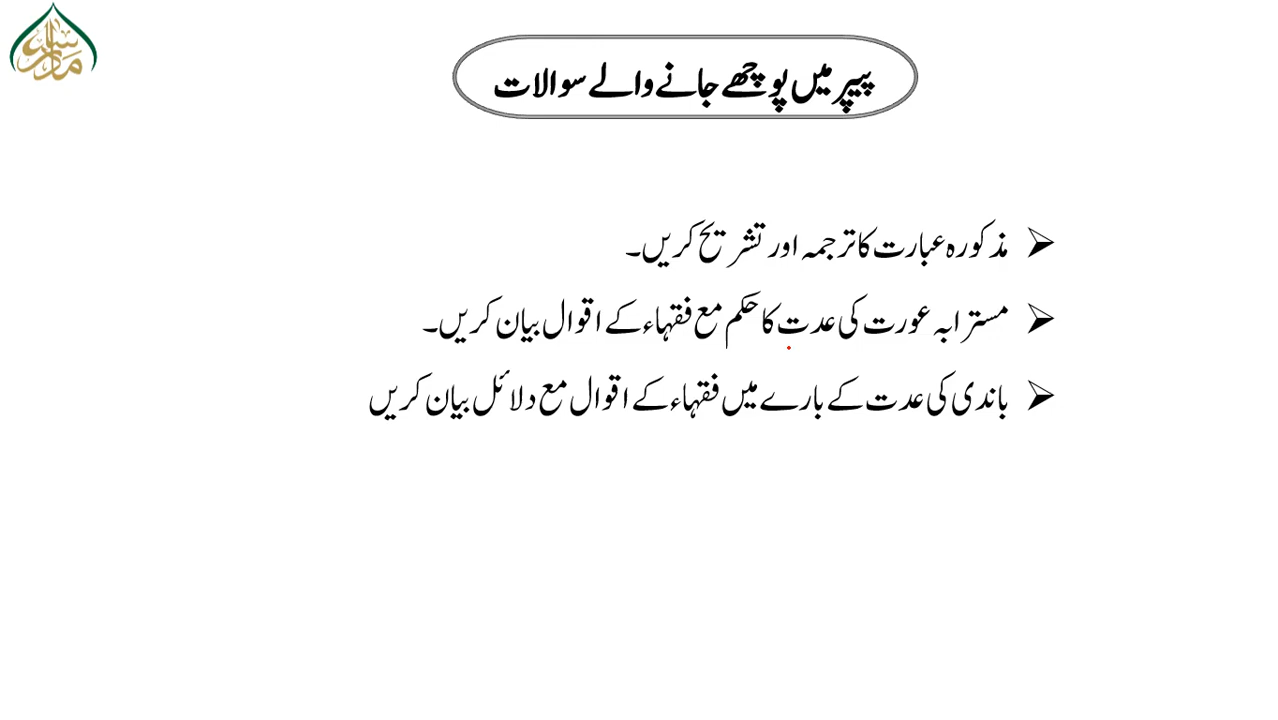 پیپر میں پوچھے جانے والے سوالات
مذکورہ عبارت کا ترجمہ اور تشریح کریں۔
مسترابہ عورت کی عدت کا حکم مع فقہاء کے اقوال بیان کریں۔
باندی کی عدت کے بارے میں فقہاء کے اقوال مع دلائل بیان کریں